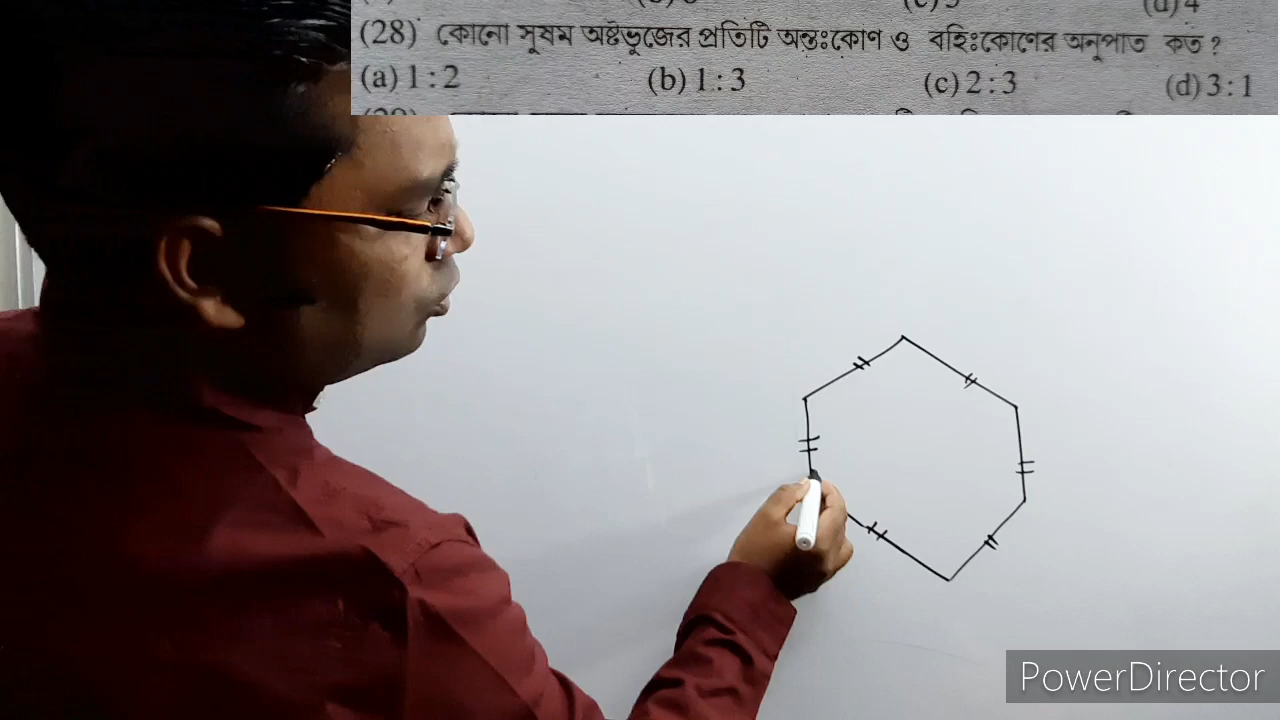 (28) কোনো সুষম অষ্টভুজের প্রতিটি অন্তঃকোণ ও বহিঃকোণের অনুপাত কত ?
(a) 1 : 2 (b) 1 : 3 (c) 2 : 3 (d) 3 : 1
PowerDirector